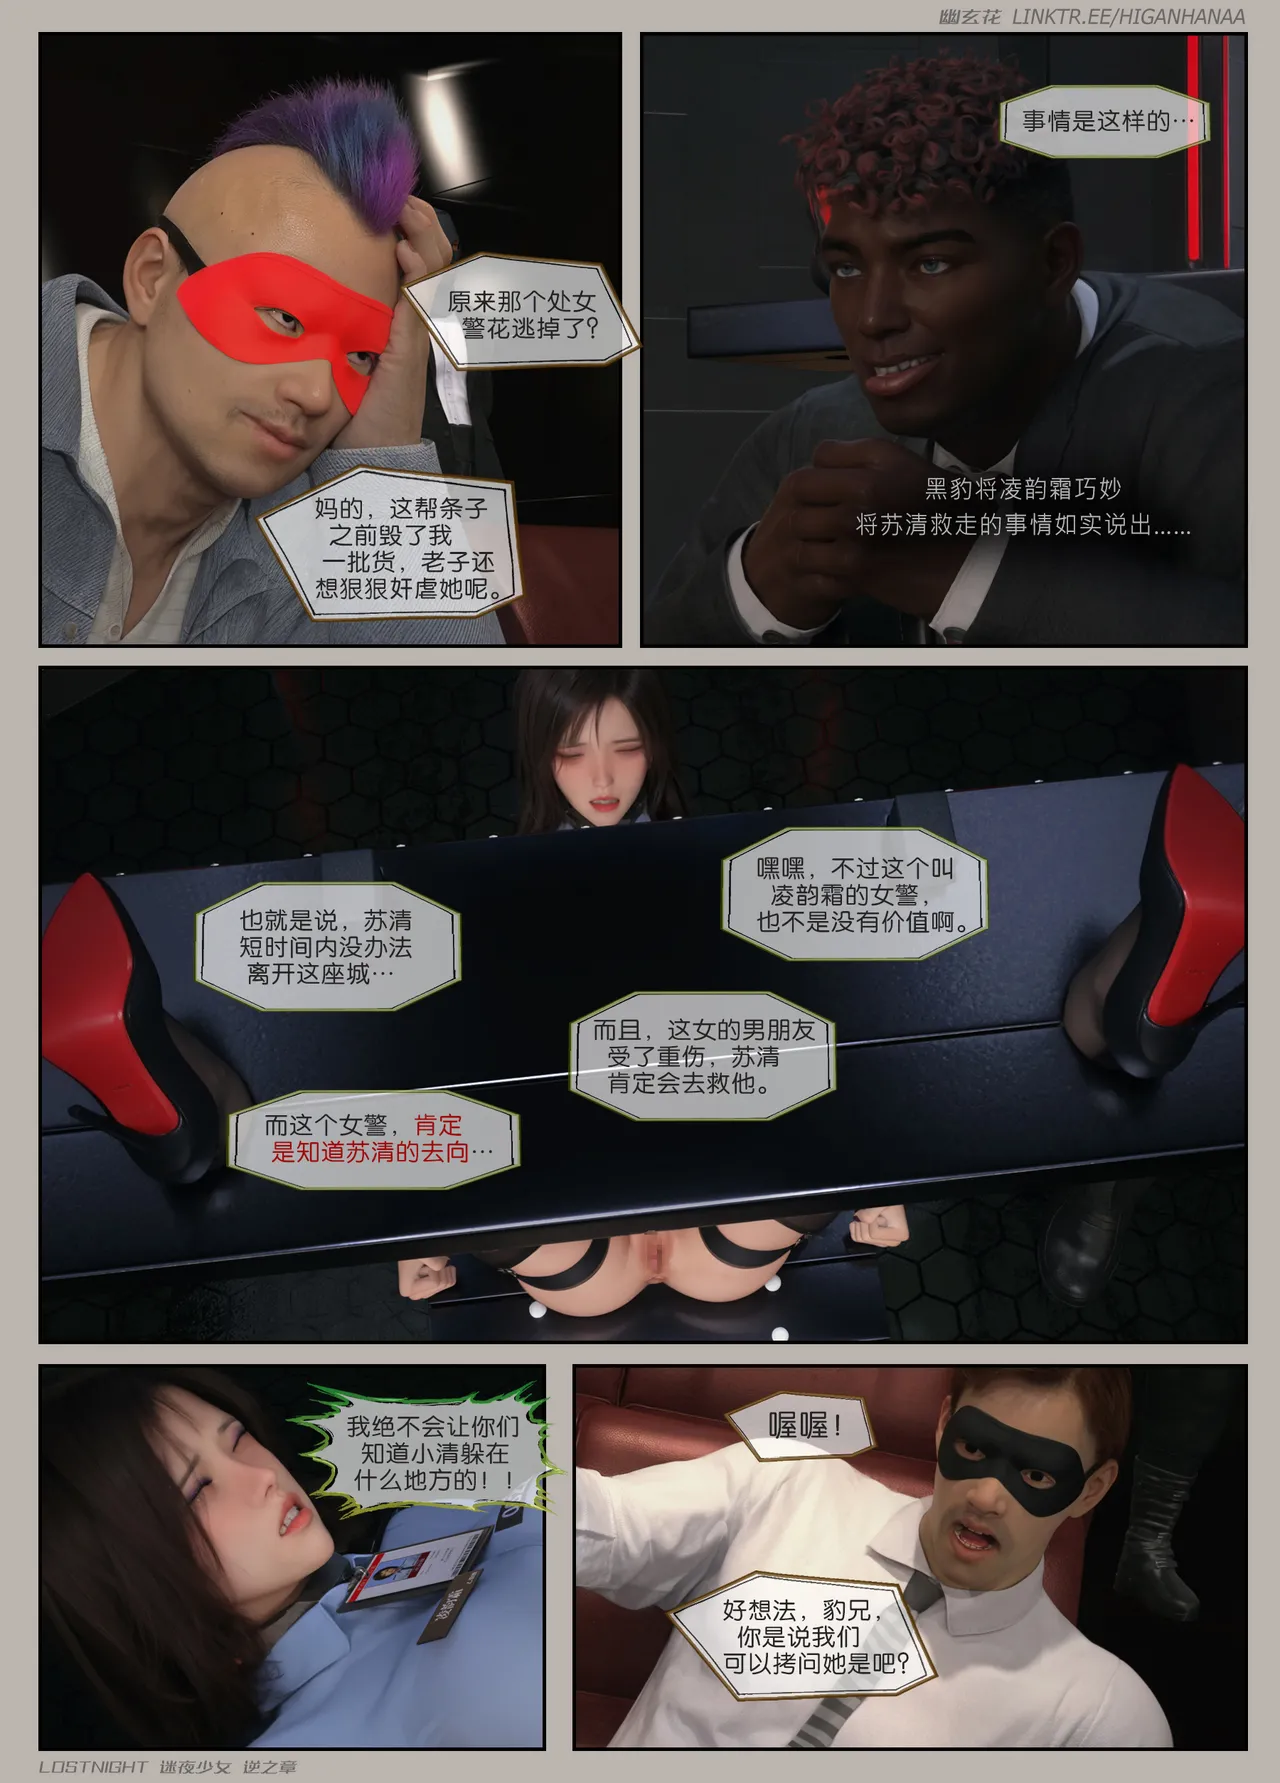 幽玄花 LINKTR.EE/HIGANHANAA
原来那个处女
警花逃掉了？
妈的，这帮条子
之前毁了我
一批货，老子还
想狠狠奸虐她呢。
事情是这样的…
黑豹将凌韵霜巧妙
将苏清救走的事情如实说出......
也就是说，苏清
短时间内没办法
离开这座城…
嘿嘿，不过这个叫
凌韵霜的女警，
也不是没有价值啊。
而且，这女的男朋友
受了重伤，苏清
肯定会去救他。
而这个女警，肯定
是知道苏清的去向…
我绝不会让你们
知道小清躲在
什么地方的！！
喔喔！
好想法，豹兄，
你是说我们
可以拷问她是吧？
LOSTNIGHT 迷夜少女 逆之章